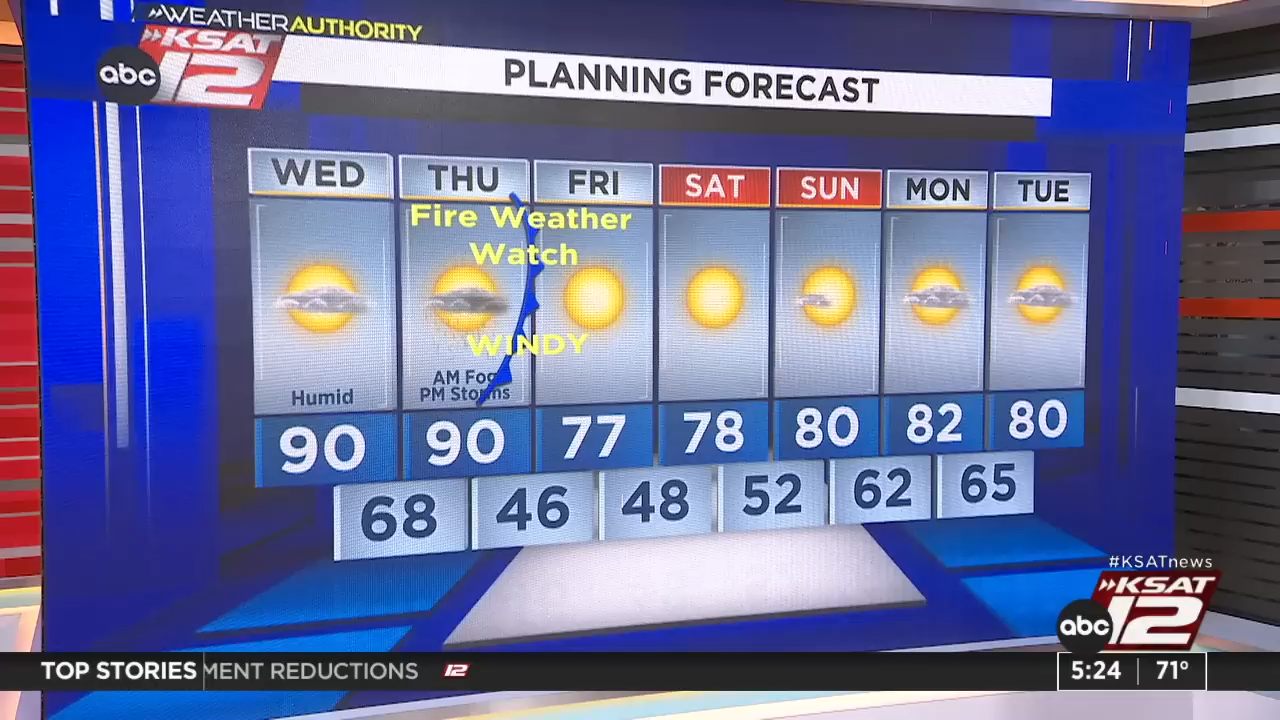 WEATHERAUTHORITY
KSAT
abc 12
PLANNING FORECAST
WED THU FRI SAT SUN MON TUE
Fire Weather
Watch
WINDY
Humid
AM Fog
PM Storms
90 90 77 78 80 82 80
68 46 48 52 62 65
#KSATnews
KSAT
abc 12
TOP STORIES MENT REDUCTIONS 12 5:24 71°